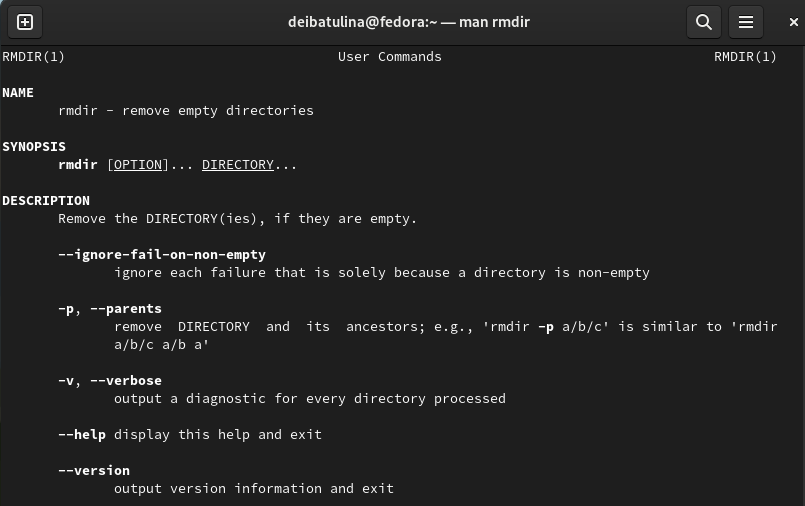 deibatulina@fedora:~ — man rmdir
RMDIR(1) User Commands RMDIR(1)
NAME
rmdir - remove empty directories
SYNOPSIS
rmdir [OPTION]... DIRECTORY...
DESCRIPTION
Remove the DIRECTORY(ies), if they are empty.
--ignore-fail-on-non-empty
ignore each failure that is solely because a directory is non-empty
-p, --parents
remove DIRECTORY and its ancestors; e.g., 'rmdir -p a/b/c' is similar to 'rmdir
a/b/c a/b a'
-v, --verbose
output a diagnostic for every directory processed
--help display this help and exit
--version
output version information and exit